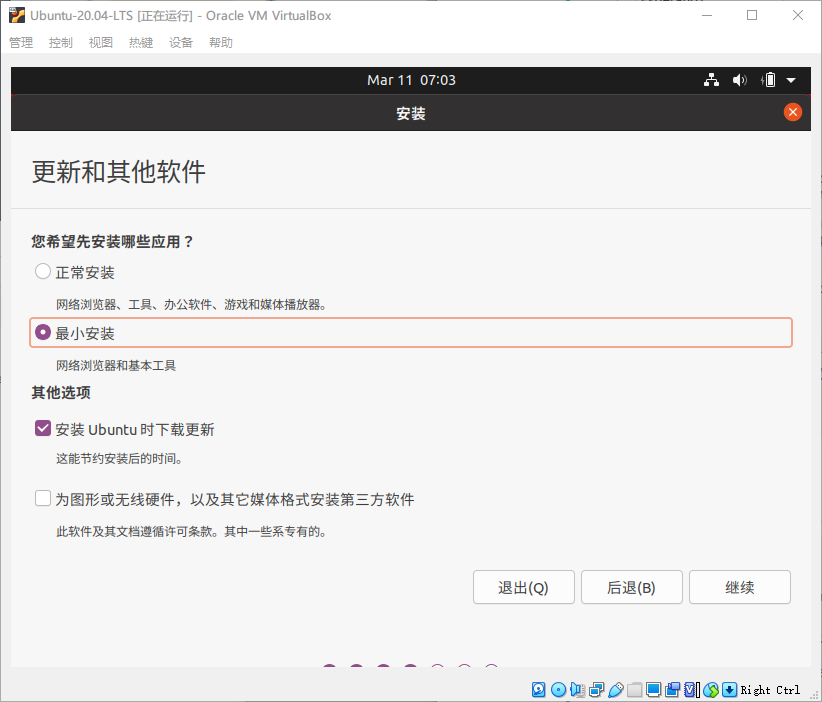 Ubuntu-20.04-LTS [正在运行] - Oracle VM VirtualBox
管理 控制 视图 热键 设备 帮助
Mar 11 07:03
安装
更新和其他软件
您希望先安装哪些应用？
正常安装
网络浏览器、工具、办公软件、游戏和媒体播放器。
最小安装
网络浏览器和基本工具
其他选项
安装 Ubuntu 时下载更新
这能节约安装后的时间。
为图形或无线硬件，以及其它媒体格式安装第三方软件
此软件及其文档遵循许可条款。其中一些系专有的。
退出(Q) 后退(B) 继续
Right Ctrl